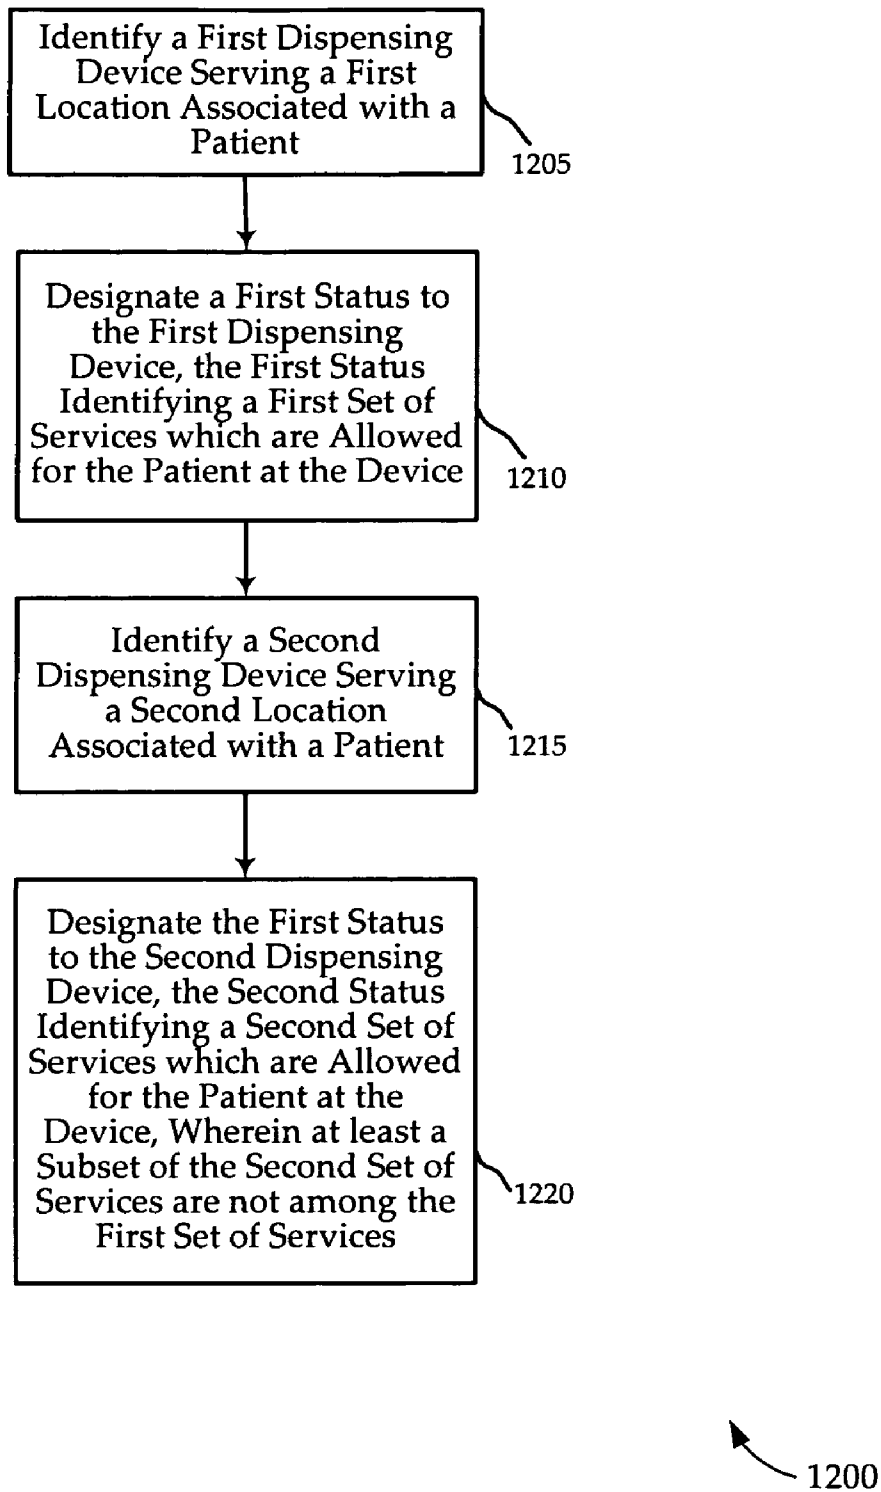 Identify a First Dispensing
Device Serving a First
Location Associated with a
Patient
1205
Designate a First Status to
the First Dispensing
Device, the First Status
Identifying a First Set of
Services which are Allowed
for the Patient at the Device
1210
Identify a Second
Dispensing Device Serving
a Second Location
Associated with a Patient
1215
Designate the First Status
to the Second Dispensing
Device, the Second Status
Identifying a Second Set of
Services which are Allowed
for the Patient at the
Device, Wherein at least a
Subset of the Second Set of
Services are not among the
First Set of Services
1220
1200